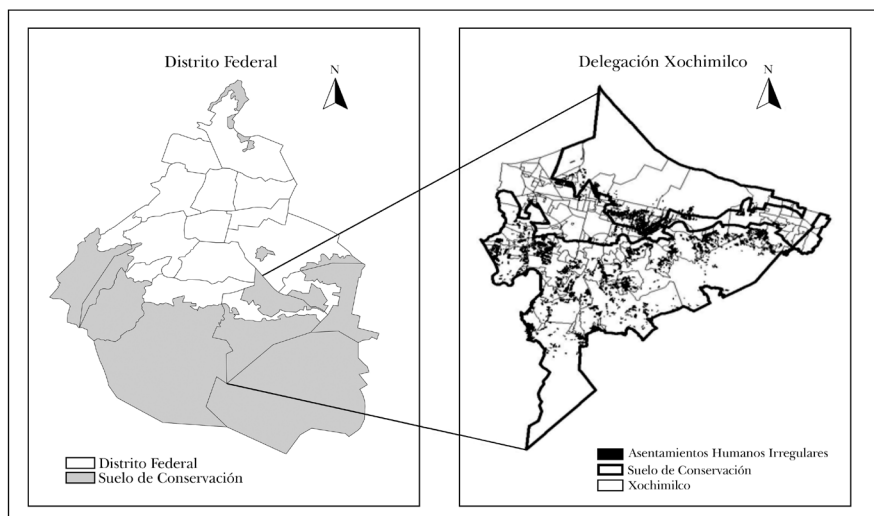 Distrito Federal
N
Distrito Federal
Suelo de Conservación
Delegación Xochimilco
N
Asentamientos Humanos Irregulares
Suelo de Conservación
Xochimilco